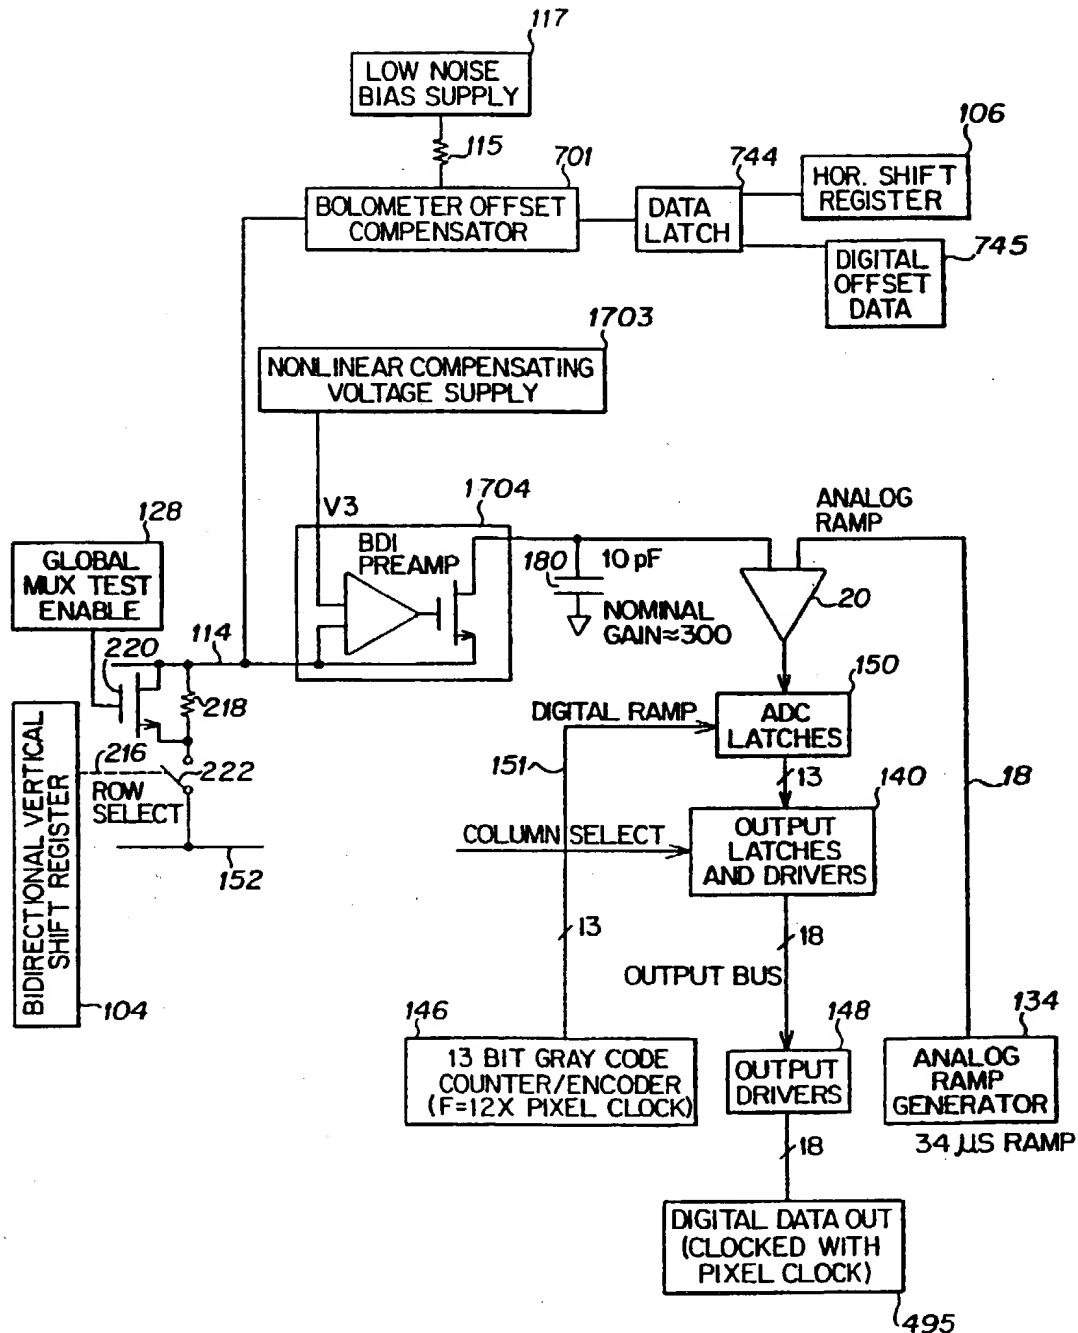 117
LOW NOISE
BIAS SUPPLY
115
701
BOLOMETER OFFSET
COMPENSATOR
744
DATA
LATCH
106
HOR. SHIFT
REGISTER
745
DIGITAL
OFFSET
DATA
1703
NONLINEAR COMPENSATING
VOLTAGE SUPPLY
V3
1704
BDI
PREAMP
180
10 pF
NOMINAL
GAIN≈300
ANALOG
RAMP
20
128
GLOBAL
MUX TEST
ENABLE
220
114
218
216
222
ROW
SELECT
152
BIDIRECTIONAL VERTICAL
SHIFT REGISTER
104
150
ADC
LATCHES
DIGITAL RAMP
151
13
140
OUTPUT
LATCHES
AND DRIVERS
COLUMN SELECT
18
13
18
OUTPUT BUS
146
13 BIT GRAY CODE
COUNTER/ENCODER
(F=12X PIXEL CLOCK)
148
OUTPUT
DRIVERS
134
ANALOG
RAMP
GENERATOR
34 μS RAMP
18
DIGITAL DATA OUT
(CLOCKED WITH
PIXEL CLOCK)
495